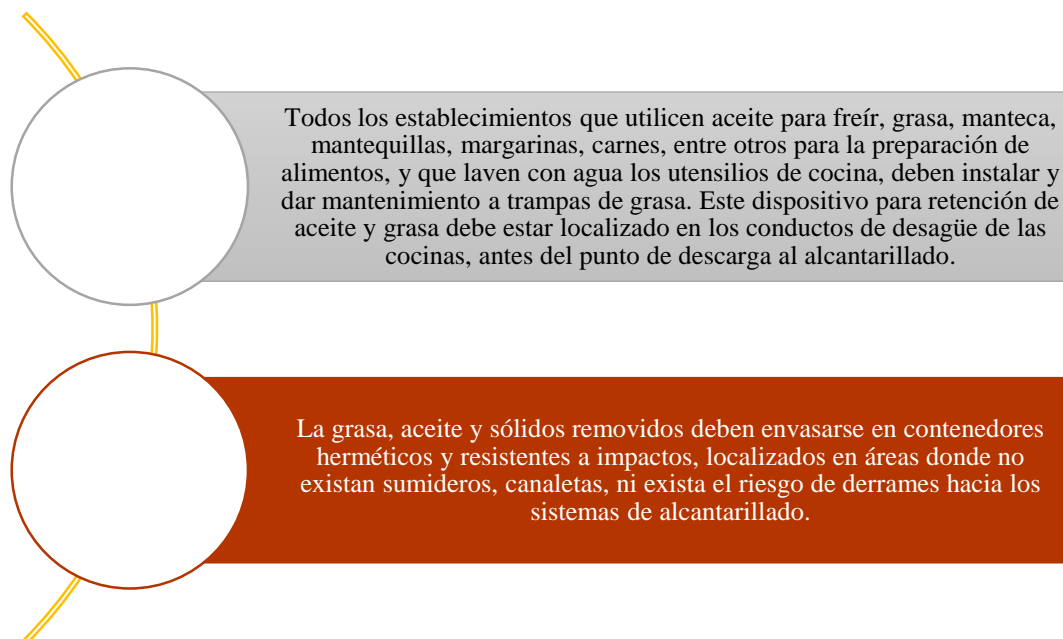 Todos los establecimientos que utilicen aceite para freír, grasa, manteca,
mantequillas, margarinas, carnes, entre otros para la preparación de
alimentos, y que laven con agua los utensilios de cocina, deben instalar y
dar mantenimiento a trampas de grasa. Este dispositivo para retención de
aceite y grasa debe estar localizado en los conductos de desagüe de las
cocinas, antes del punto de descarga al alcantarillado.
La grasa, aceite y sólidos removidos deben envasarse en contenedores
herméticos y resistentes a impactos, localizados en áreas donde no
existan sumideros, canaletas, ni exista el riesgo de derrames hacia los
sistemas de alcantarillado.